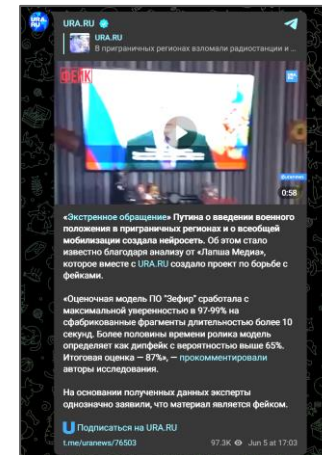 URA.RU
URA.RU
В приграничных регионах взломали радиостанции и ...
ФЕЙК
0:58
«Экстренное обращение» Путина о введении военного
положения в приграничных регионах и о всеобщей
мобилизации создала нейросеть. Об этом стало
известно благодаря анализу от «Лапша Медиа»,
которое вместе с URA.RU создало проект по борьбе с
фейками.
«Оценочная модель ПО "Зефир" сработала с
максимальной уверенностью в 97-99% на
сфабрикованные фрагменты длительностью более 10
секунд. Более половины времени ролика модель
определяет как дипфейк с вероятностью выше 65%.
Итоговая оценка — 87%», — прокомментировали
авторы исследования.
На основании полученных данных эксперты
однозначно заявили, что материал является фейком.
Подписаться на URA.RU
t.me/uranews/76503 97.3K Jun 5 at 17:03